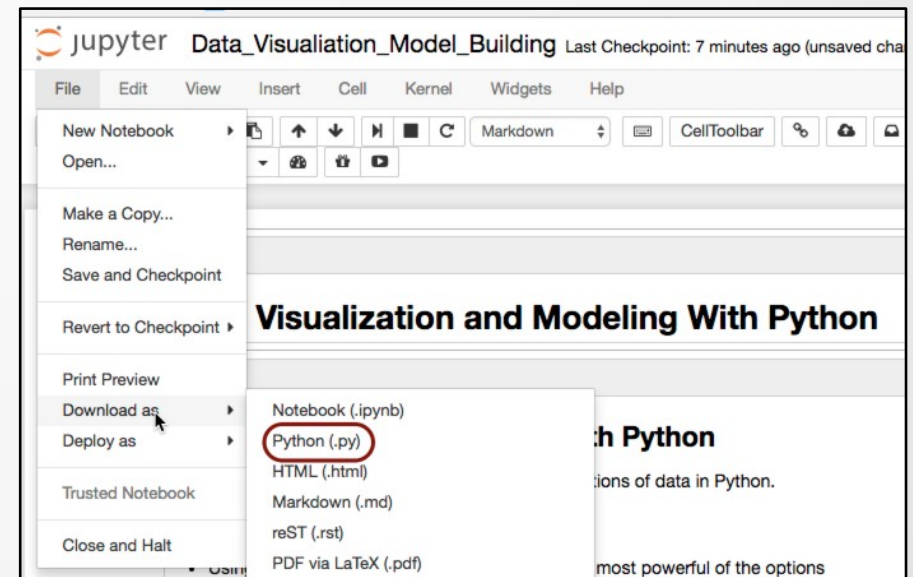 jupyter Data_Visualiation_Model_Building Last Checkpoint: 7 minutes ago (unsaved cha
File Edit View Insert Cell Kernel Widgets Help
Markdown CellToolbar
New Notebook
Open...
Make a Copy...
Rename...
Save and Checkpoint
Revert to Checkpoint
Print Preview
Download as
Deploy as
Trusted Notebook
Close and Halt
Notebook (.ipynb)
Python (.py)
HTML (.html)
Markdown (.md)
reST (.rst)
PDF via LaTeX (.pdf)
Visualization and Modeling With Python
th Python
tions of data in Python.
most powerful of the options